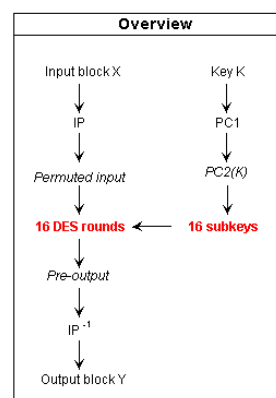 Overview
Input block X Key K
IP PC1
Permuted input PC2(K)
16 DES rounds 16 subkeys
Pre-output
IP -1
Output block Y